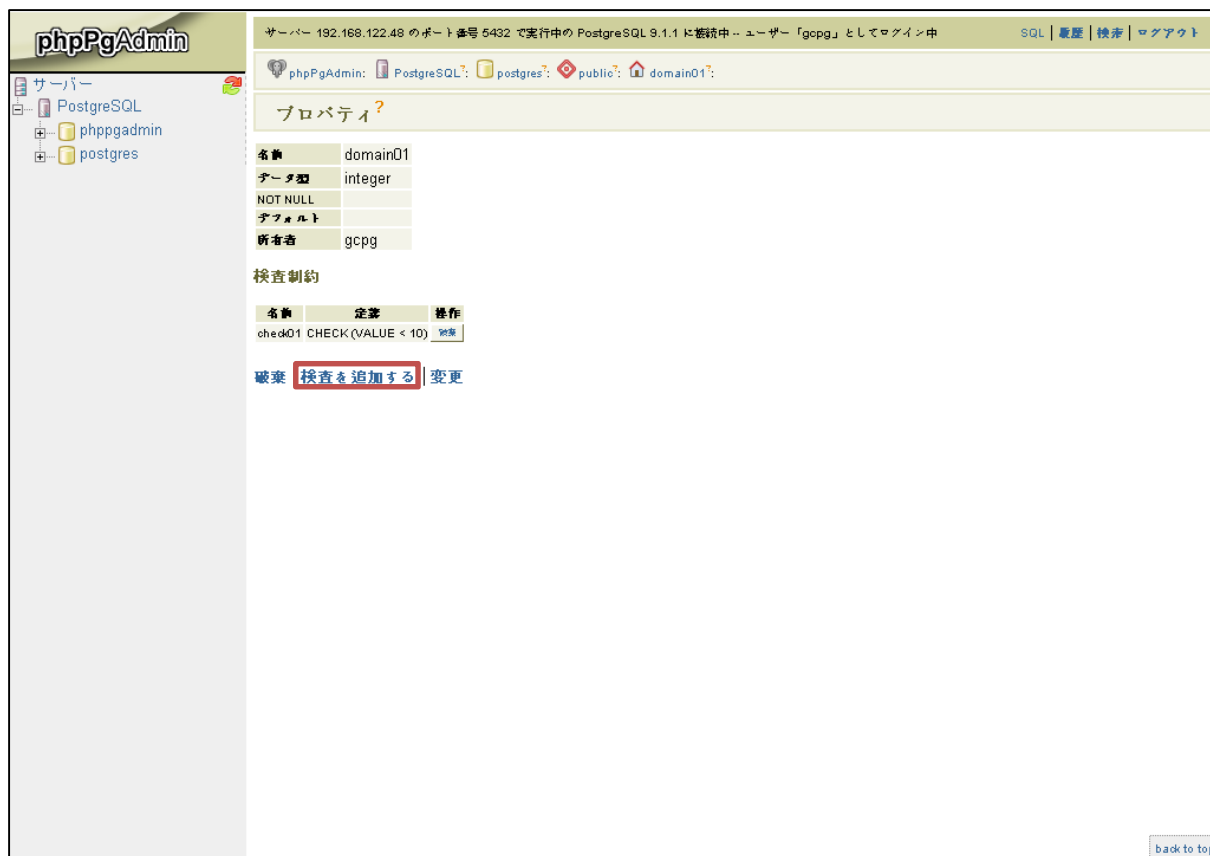 phpPgAdmin
サーバー
PostgreSQL
phppgadmin
postgres
サーバー 192.168.122.48 のポート番号 5432 で実行中の PostgreSQL 9.1.1 に接続中 -- ユーザー「gcpg」としてログイン中
SQL | 履歴 | 検索 | ログアウト
phpPgAdmin: PostgreSQL?: postgres?: public?: domain01?:
プロパティ?
名前 domain01
データ型 integer
NOT NULL
デフォルト
所有者 gcpg
検査制約
名前 定義 操作
check01 CHECK (VALUE < 10) 破棄
破棄 | 検査を追加する | 変更
back to top